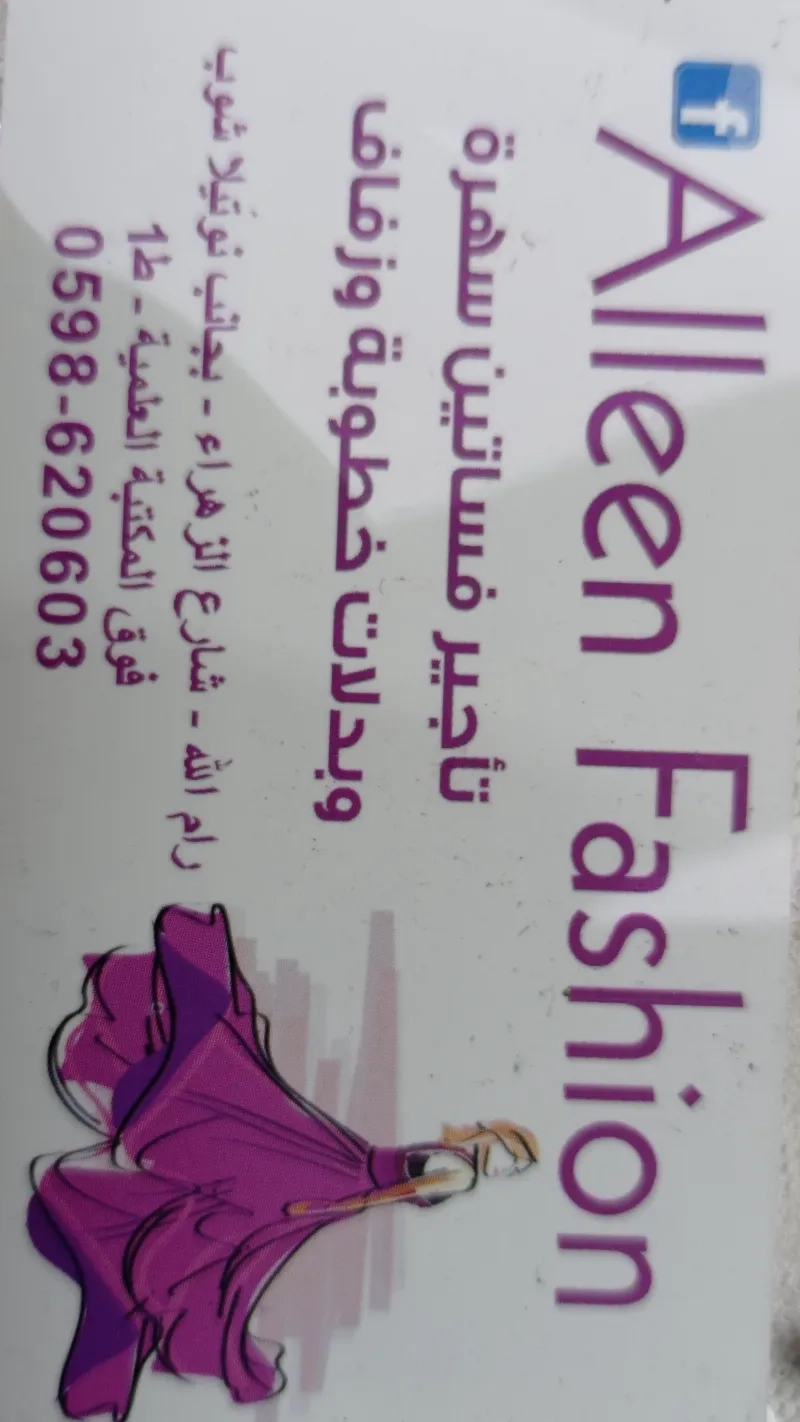 Alleen Fashion
تأجير فساتين سهرة
وبدلات خطوبة وزفاف
رام الله - شارع الزهراء - بجانب نوتيلا شوب
فوق المكتبة العلمية - ط1
0598-620603